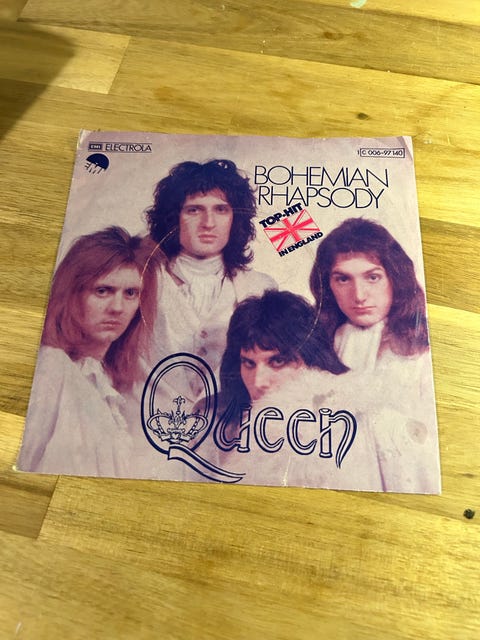 EMI ELECTROLA
1C 006-97 140
BOHEMIAN
RHAPSODY
TOP-HIT
IN ENGLAND
Queen